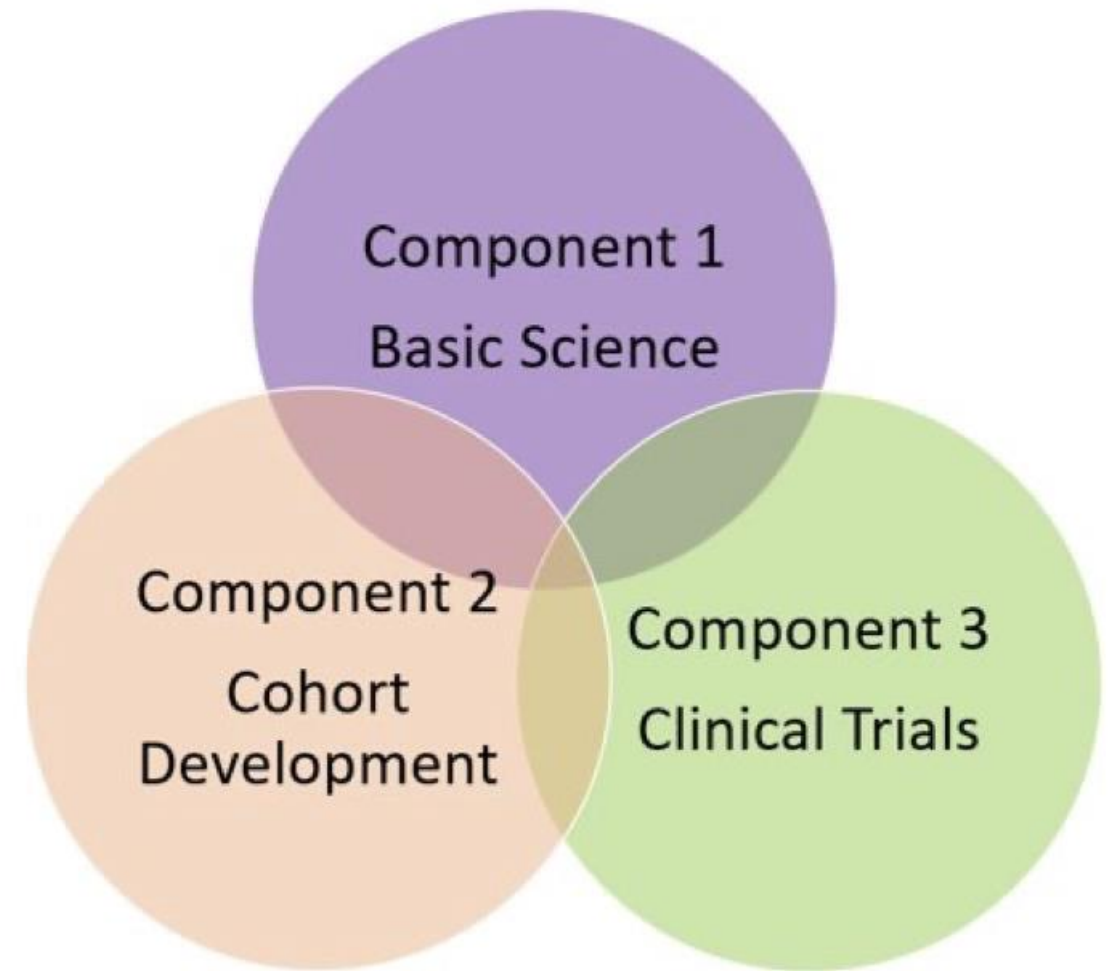 Component 1
Basic Science
Component 2
Cohort
Development
Component 3
Clinical Trials